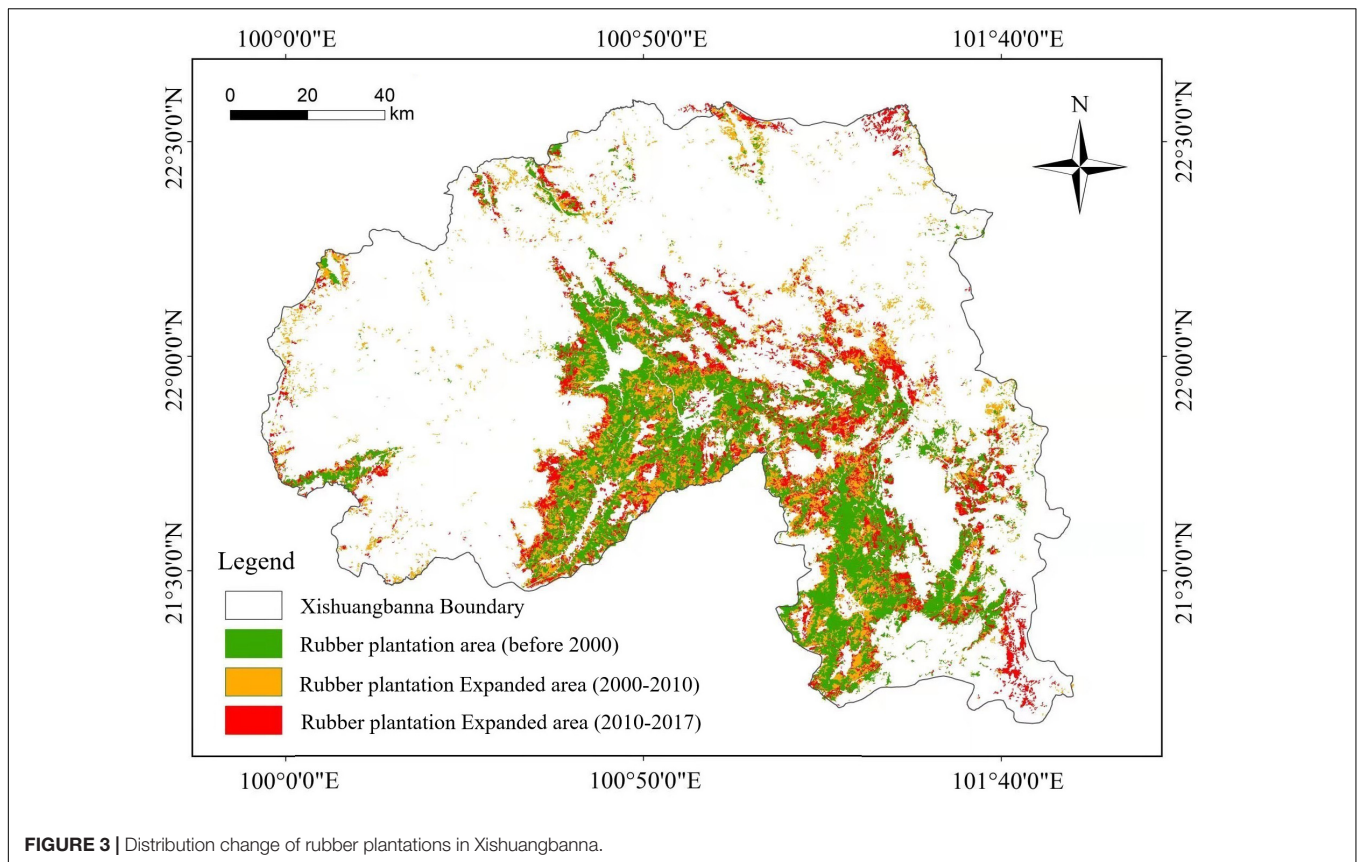 100°0'0"E 100°50'0"E 101°40'0"E
0 20 40
km
N
22°30'0"N 22°30'0"N
22°0'0"N 22°0'0"N
21°30'0"N 21°30'0"N
Legend
Xishuangbanna Boundary
Rubber plantation area (before 2000)
Rubber plantation Expanded area (2000-2010)
Rubber plantation Expanded area (2010-2017)
100°0'0"E 100°50'0"E 101°40'0"E
FIGURE 3 | Distribution change of rubber plantations in Xishuangbanna.